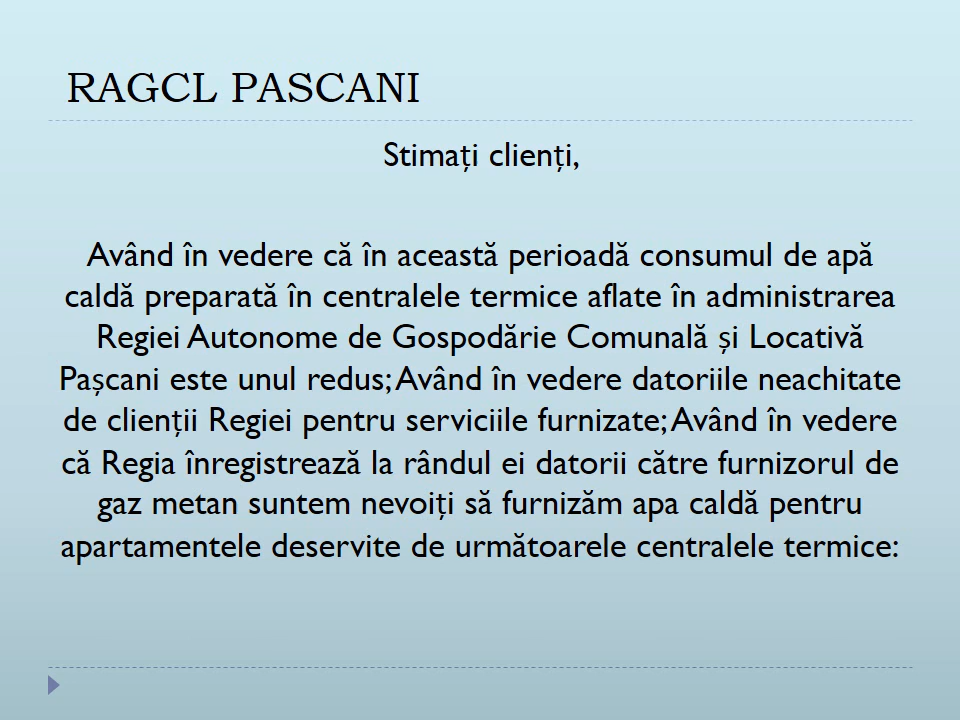 RAGCL PASCANI
Stimați clienți,
Având în vedere că în această perioadă consumul de apă
caldă preparată în centralele termice aflate în administrarea
Regiei Autonome de Gospodărie Comunală și Locativă
Pașcani este unul redus; Având în vedere datoriile neachitate
de clienții Regiei pentru serviciile furnizate; Având în vedere
că Regia înregistrează la rândul ei datorii către furnizorul de
gaz metan suntem nevoiți să furnizăm apa caldă pentru
apartamentele deservite de următoarele centralele termice: